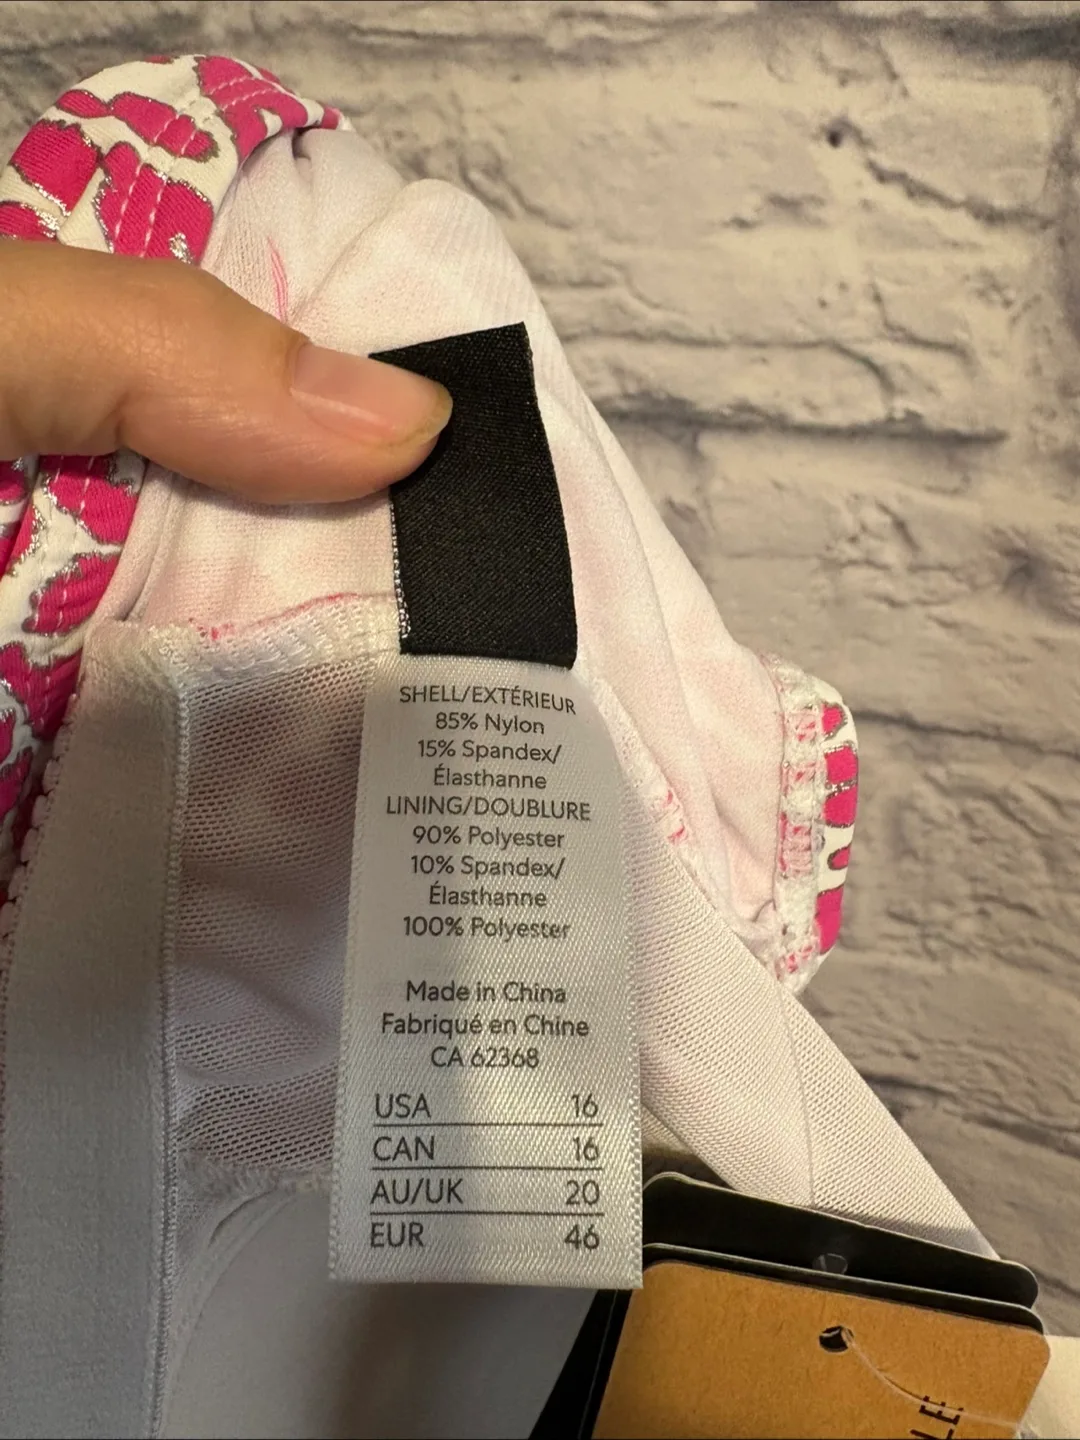 SHELL/EXTÉRIEUR
85% Nylon
15% Spandex/
Élasthanne
LINING/DOUBLURE
90% Polyester
10% Spandex/
Élasthanne
100% Polyester
Made in China
Fabriqué en Chine
CA 62368
USA 16
CAN 16
AU/UK 20
EUR 46